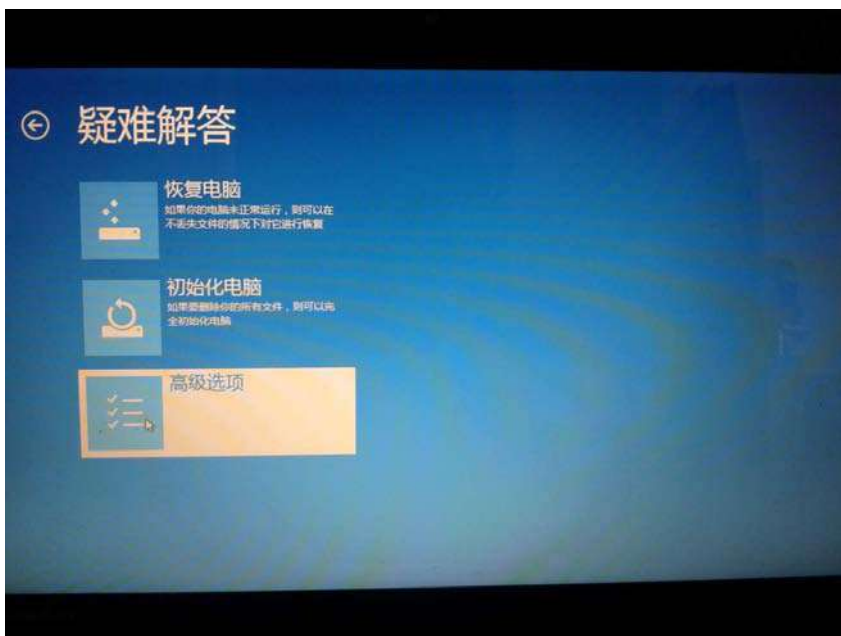 疑难解答
恢复电脑
如果你的电脑未正常运行，则可以在
不丢失文件的情况下对它进行恢复
初始化电脑
如果要删除你的所有文件，则可以完
全初始化电脑
高级选项